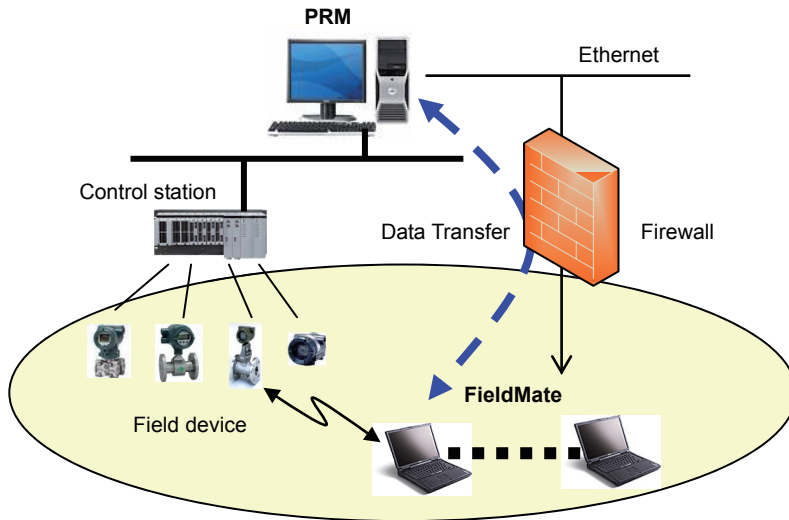 PRM
Ethernet
Control station
Data Transfer
Firewall
FieldMate
Field device